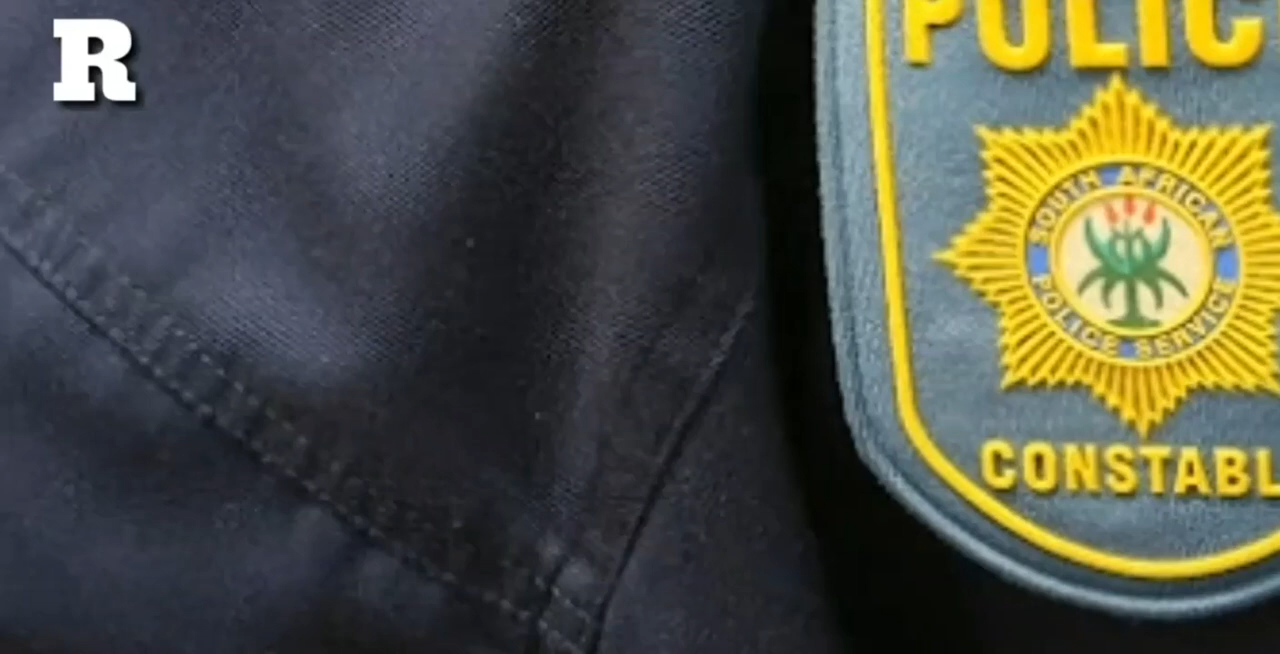 R
POLIC
SOUTH AFRICAN
POLICE SERVICE
CONSTABL